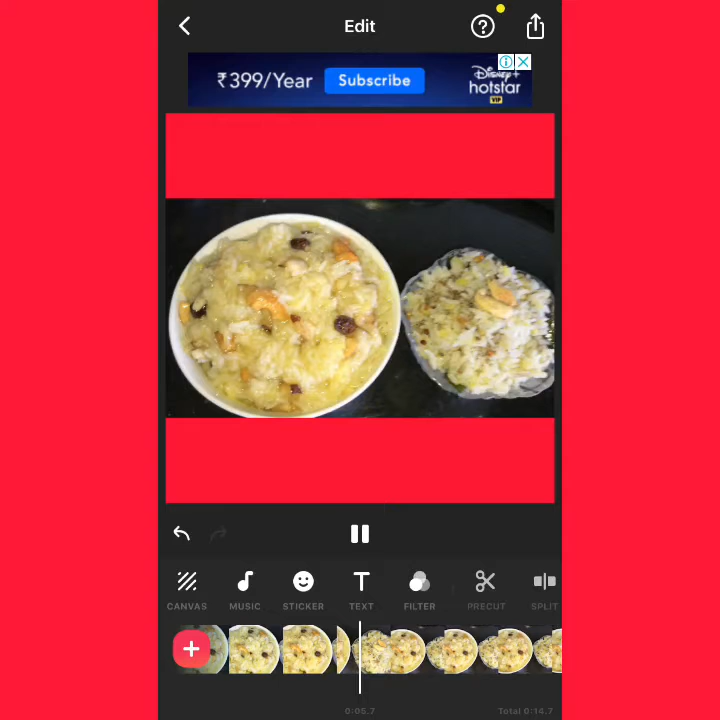 Edit
₹399/Year Subscribe Disney+ hotstar VIP
CANVAS MUSIC STICKER TEXT FILTER PRECUT SPLIT
0:05.7 Total 0:14.7